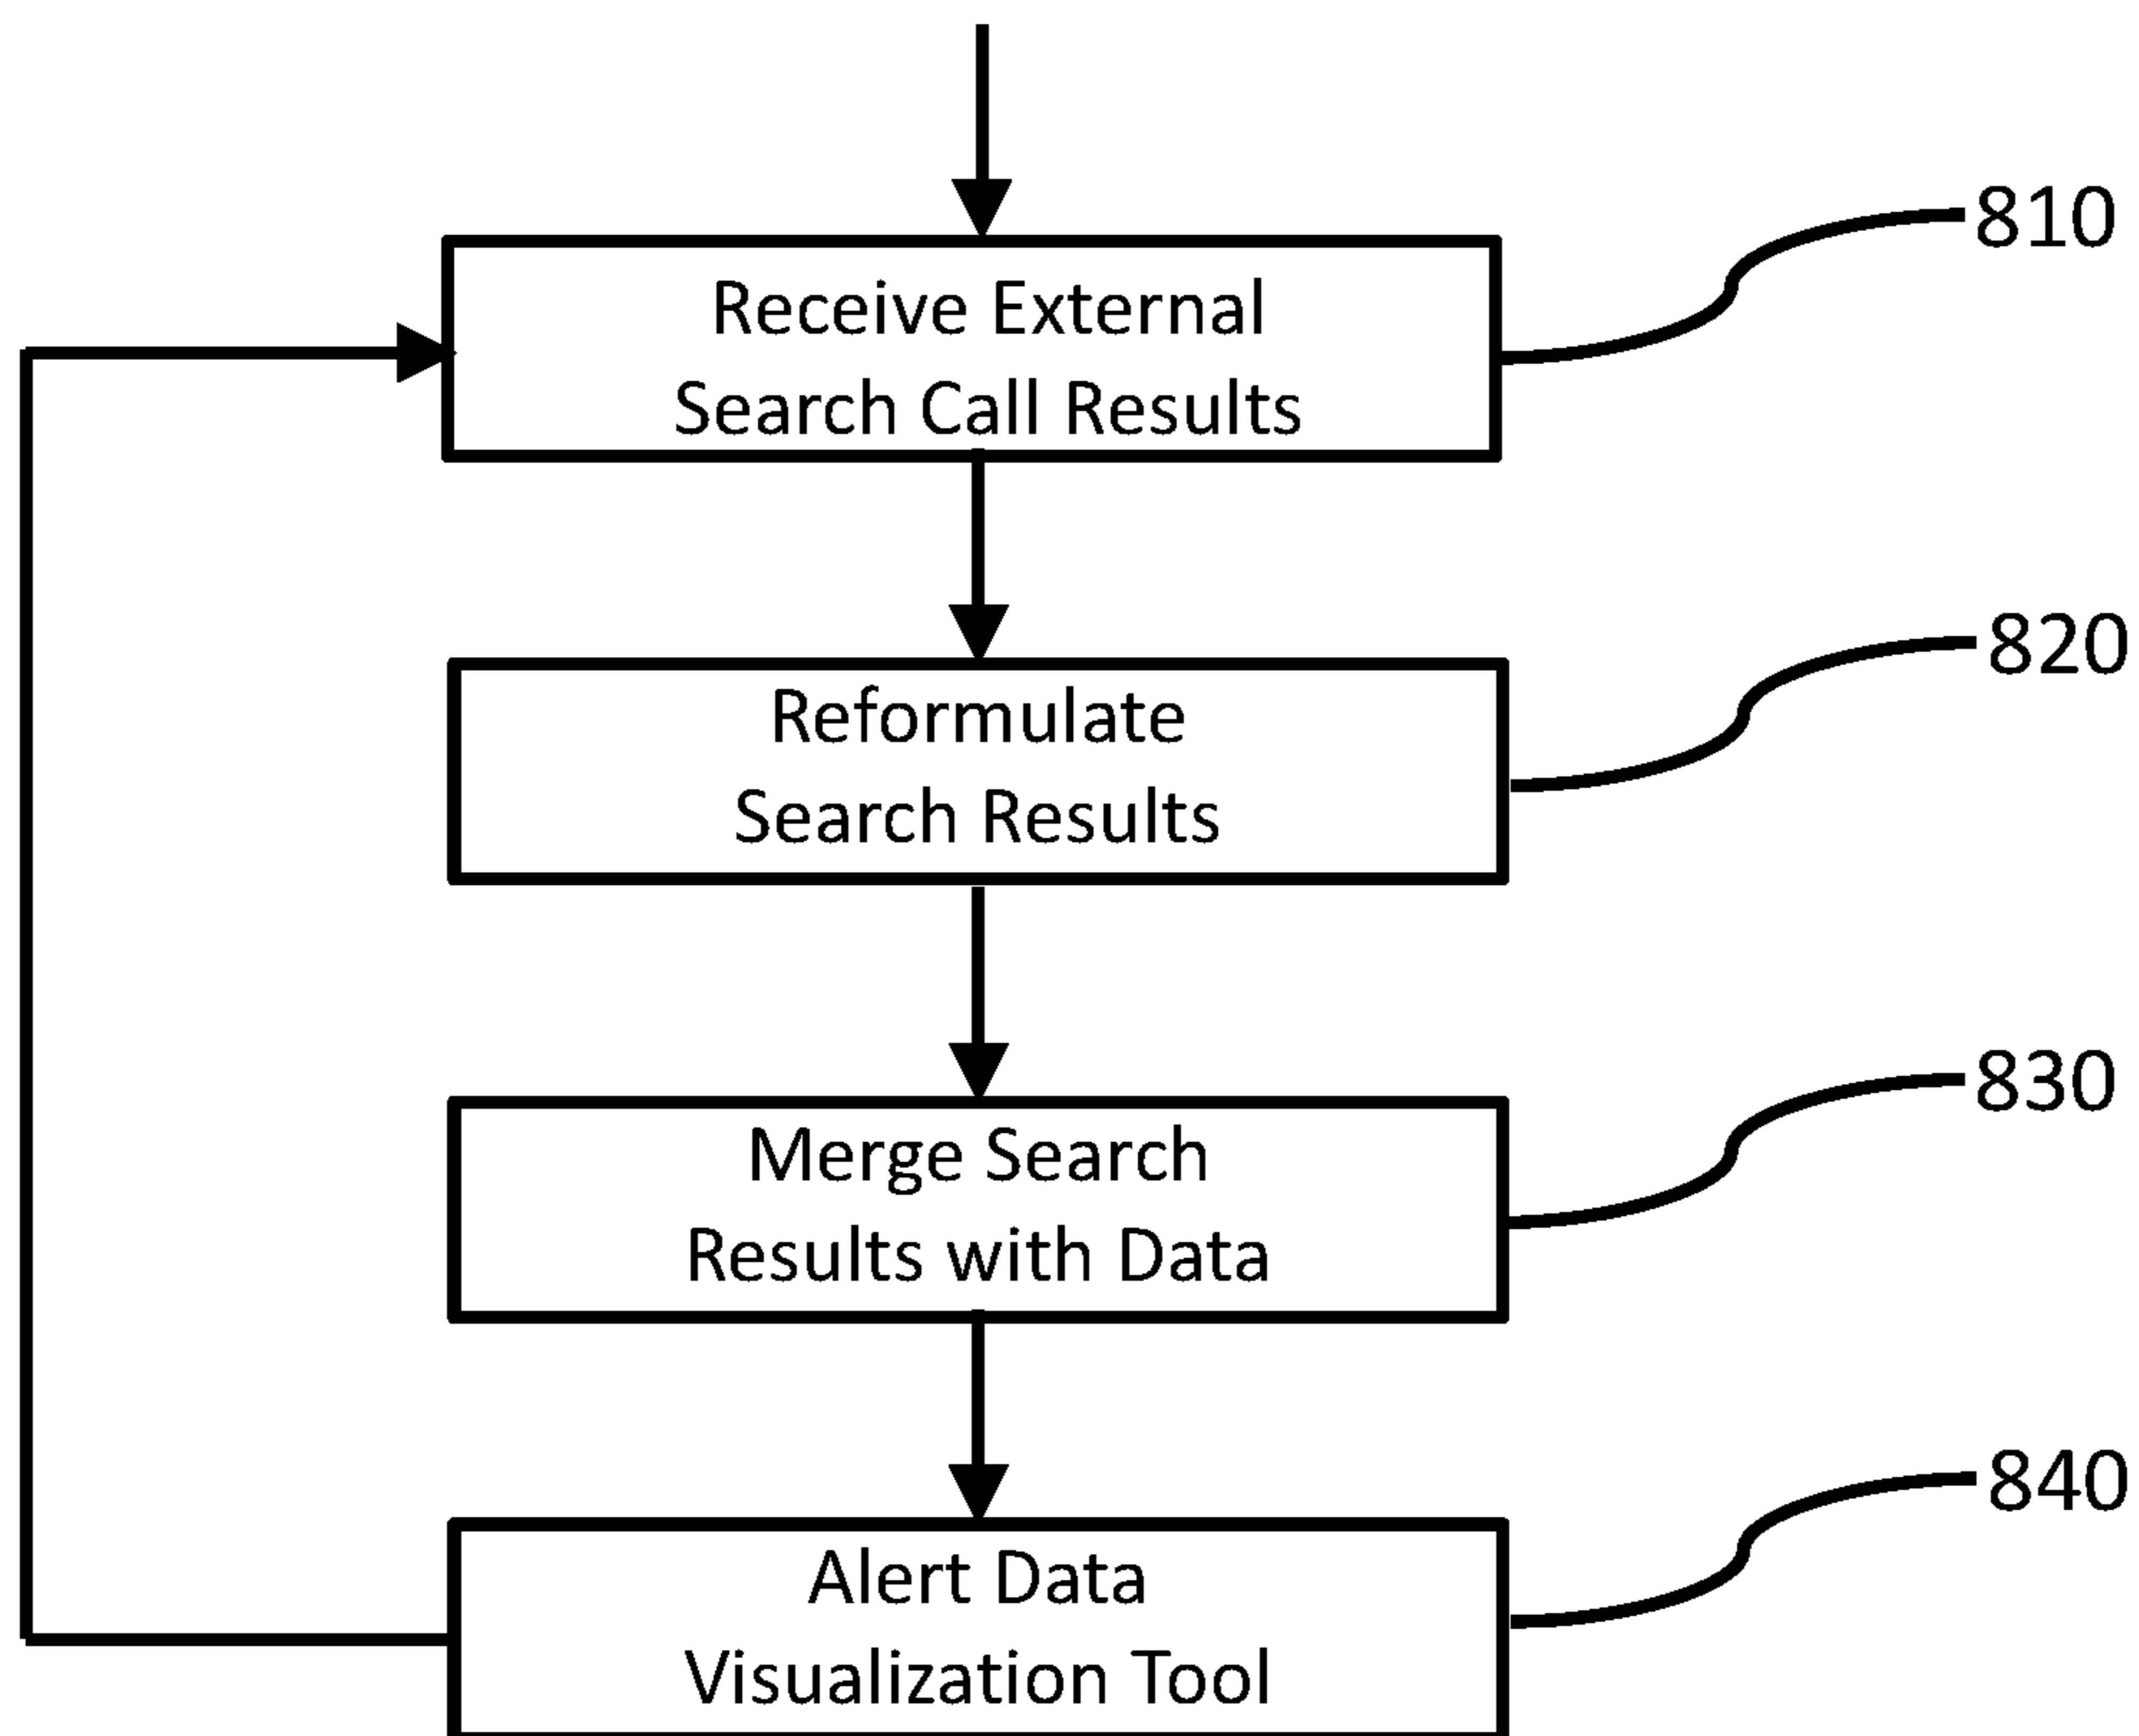 810
Receive External
Search Call Results
820
Reformulate
Search Results
830
Merge Search
Results with Data
840
Alert Data
Visualization Tool